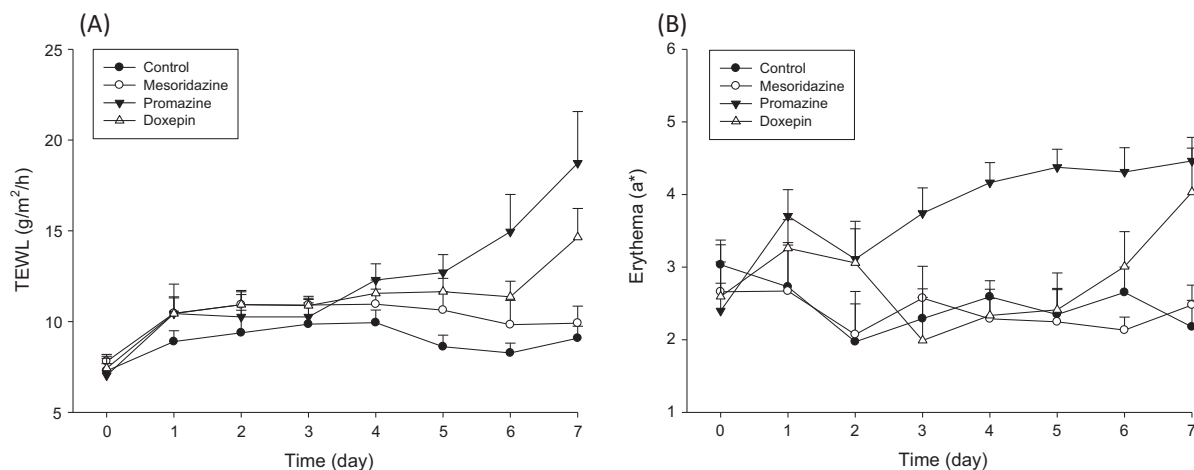 (A)
25
20
15
10
5
TEWL (g/m²/h)
Control
Mesoridazine
Promazine
Doxepin
0 1 2 3 4 5 6 7
Time (day)
(B)
6
5
4
3
2
1
Erythema (a*)
Control
Mesoridazine
Promazine
Doxepin
0 1 2 3 4 5 6 7
Time (day)